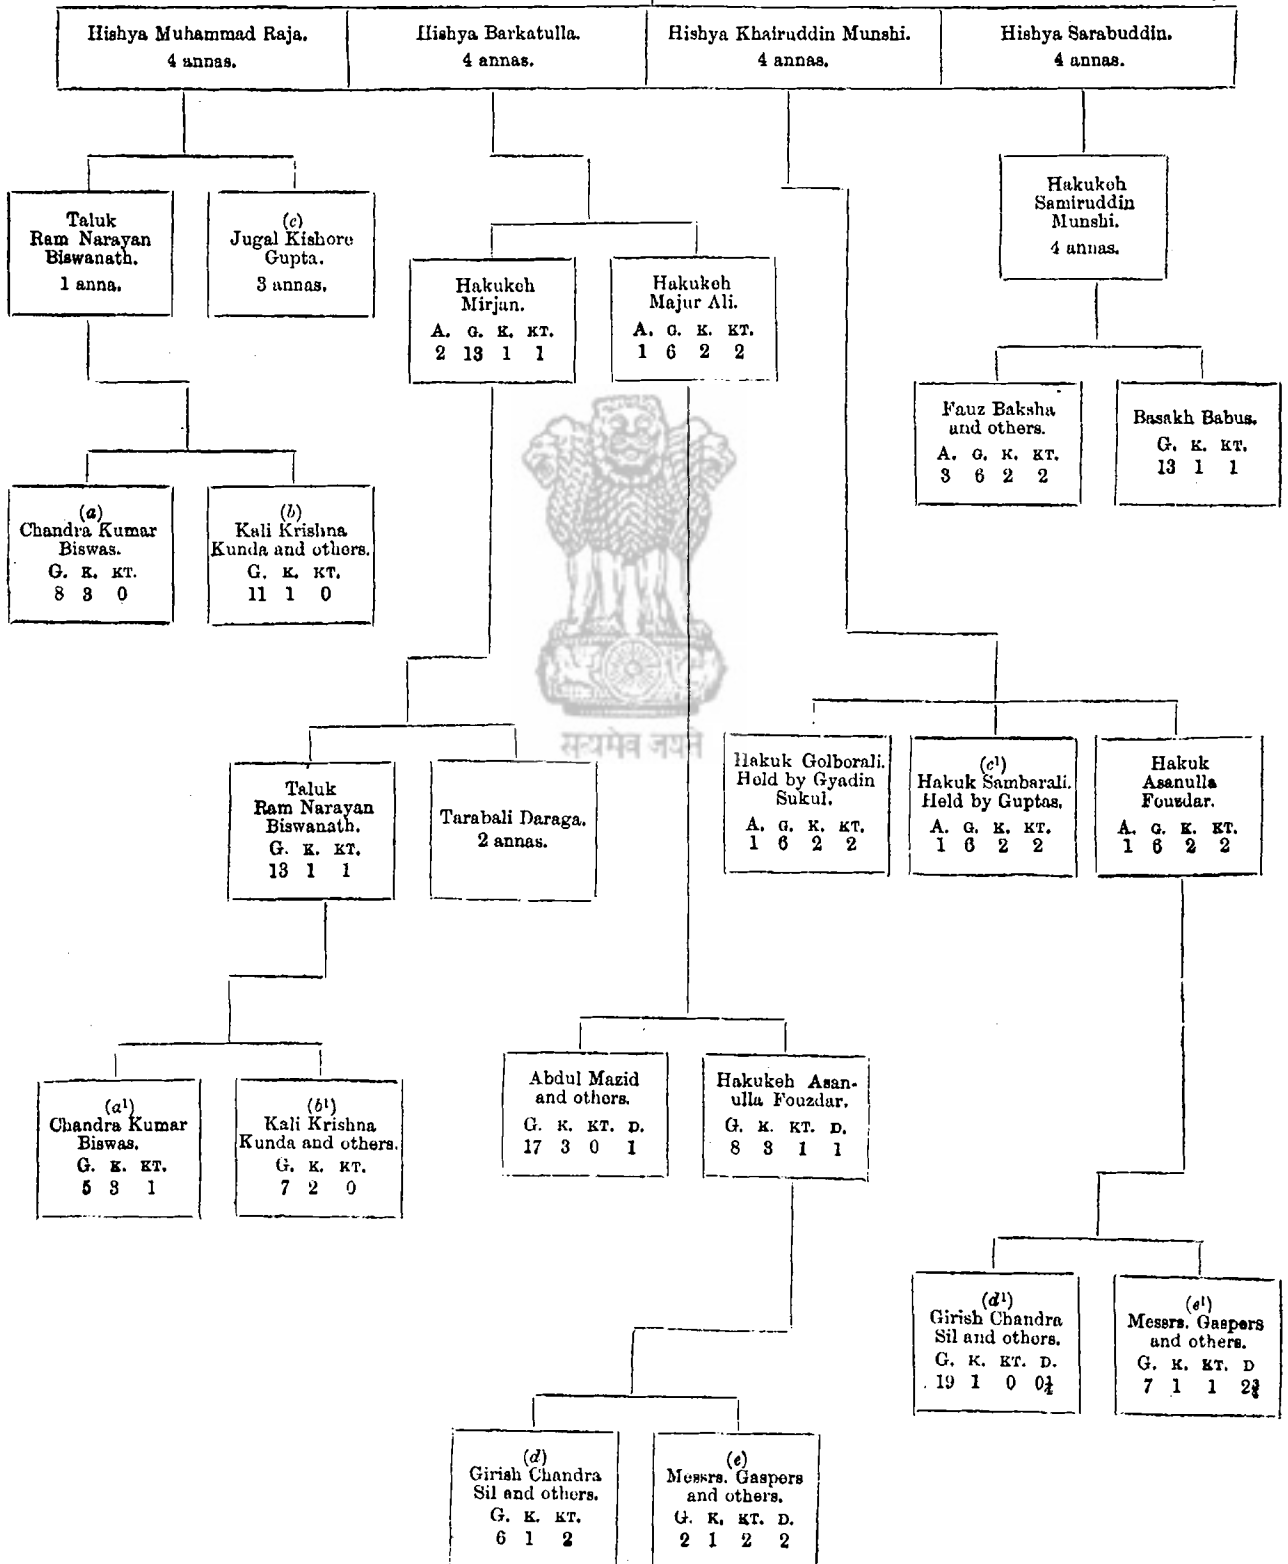 Hishya Muhammad Raja.
4 annas.
Hishya Barkatulla.
4 annas.
Hishya Khairuddin Munshi.
4 annas.
Hishya Sarabuddin.
4 annas.
Taluk
Ram Narayan
Biswanath.
1 anna.
(c)
Jugal Kishore
Gupta.
3 annas.
Hakukeh
Mirjan.
A. G. K. KT.
2 13 1 1
Hakukeh
Majur Ali.
A. G. K. KT.
1 6 2 2
Hakukeh
Samiruddin
Munshi.
4 annas.
Fauz Baksha
and others.
A. G. K. KT.
3 6 2 2
Basakh Babus.
G. K. KT.
13 1 1
(a)
Chandra Kumar
Biswas.
G. K. KT.
8 3 0
(b)
Kali Krishna
Kunda and others.
G. K. KT.
11 1 0
सत्यमेव जयते
Taluk
Ram Narayan
Biswanath.
G. K. KT.
13 1 1
Tarabali Daraga.
2 annas.
Hakuk Golborali.
Held by Gyadin
Sukul.
A. G. K. KT.
1 6 2 2
(c¹)
Hakuk Sambarali.
Held by Guptas.
A. G. K. KT.
1 6 2 2
Hakuk
Asanulla
Fouzdar.
A. G. K. KT.
1 6 2 2
(a¹)
Chandra Kumar
Biswas.
G. K. KT.
5 3 1
(b¹)
Kali Krishna
Kunda and others.
G. K. KT.
7 2 0
Abdul Mazid
and others.
G. K. KT. D.
17 3 0 1
Hakukeh Asan-
ulla Fouzdar.
G. K. KT. D.
8 3 1 1
(d¹)
Girish Chandra
Sil and others.
G. K. KT. D.
19 1 0 0¼
(e¹)
Messrs. Gaspers
and others.
G. K. KT. D
7 1 1 2¾
(d)
Girish Chandra
Sil and others.
G. K. KT.
6 1 2
(e)
Messrs. Gaspers
and others.
G. K. KT. D.
2 1 2 2